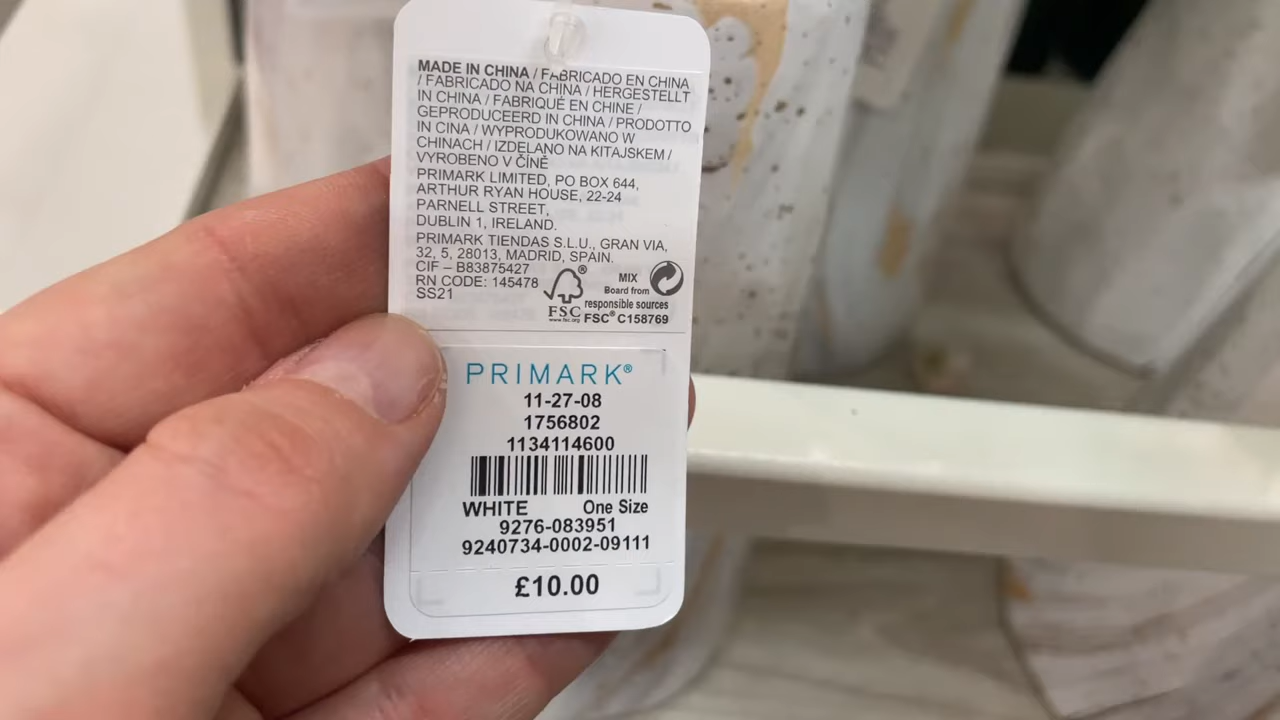 MADE IN CHINA / FABRICADO EN CHINA
/ FABRICADO NA CHINA / HERGESTELLT
IN CHINA / FABRIQUÉ EN CHINE /
GEPRODUCEERD IN CHINA / PRODOTTO
IN CINA / WYPRODUKOWANO W
CHINACH / IZDELANO NA KITAJSKEM /
VYROBENO V ČÍNĚ
PRIMARK LIMITED, PO BOX 644,
ARTHUR RYAN HOUSE, 22-24
PARNELL STREET,
DUBLIN 1, IRELAND.
PRIMARK TIENDAS S.L.U., GRAN VIA,
32, 5, 28013, MADRID, SPAIN.
CIF – B83875427
RN CODE: 145478
SS21
FSC
www.fsc.org
MIX
Board from
responsible sources
FSC® C158769
PRIMARK®
11-27-08
1756802
1134114600
WHITE One Size
9276-083951
9240734-0002-09111
£10.00